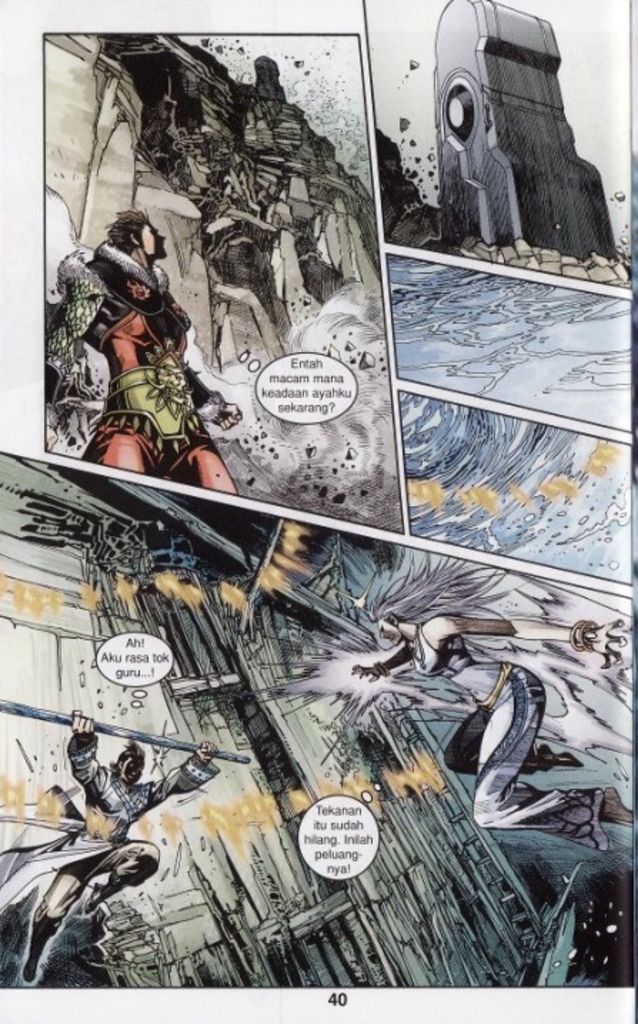 Entah
macam mana
keadaan ayahku
sekarang?
Ah!
Aku rasa tok
guru...!
Tekanan
itu sudah
hilang. Inilah
peluang-
nya!
40